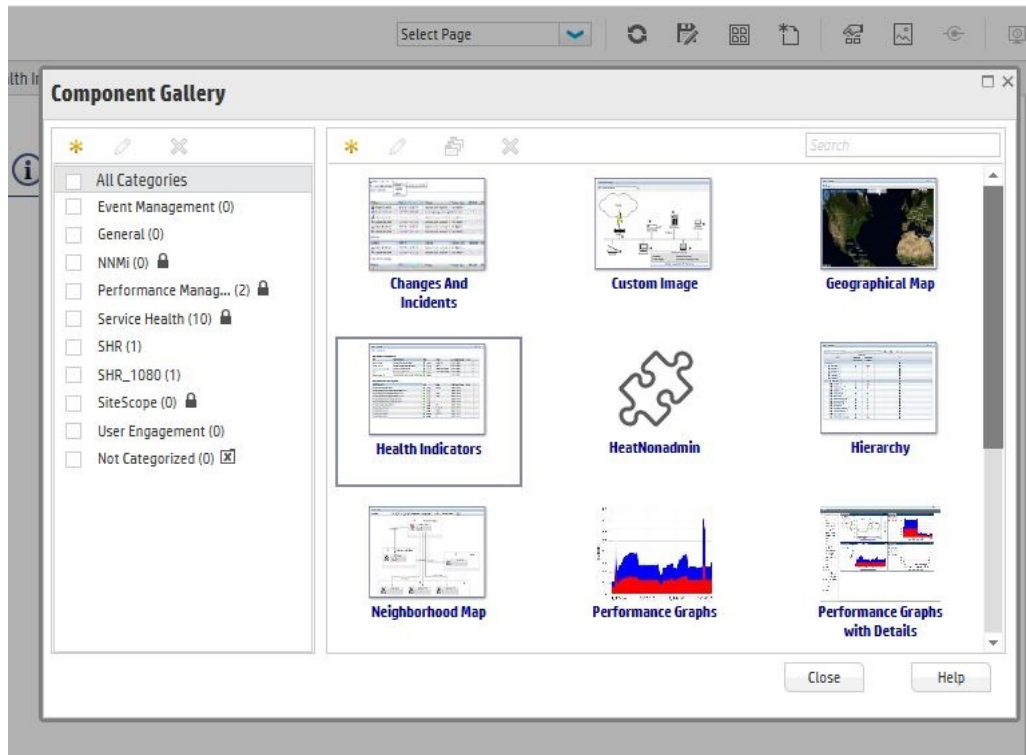 Select Page
lth In
Component Gallery
Search
All Categories
Event Management (0)
General (0)
NNMi (0)
Performance Manag... (2)
Service Health (10)
SHR (1)
SHR_1080 (1)
SiteScope (0)
User Engagement (0)
Not Categorized (0)
Changes And
Incidents
Custom Image
Geographical Map
Health Indicators
HeatNonadmin
Hierarchy
Neighborhood Map
Performance Graphs
Performance Graphs
with Details
Close
Help